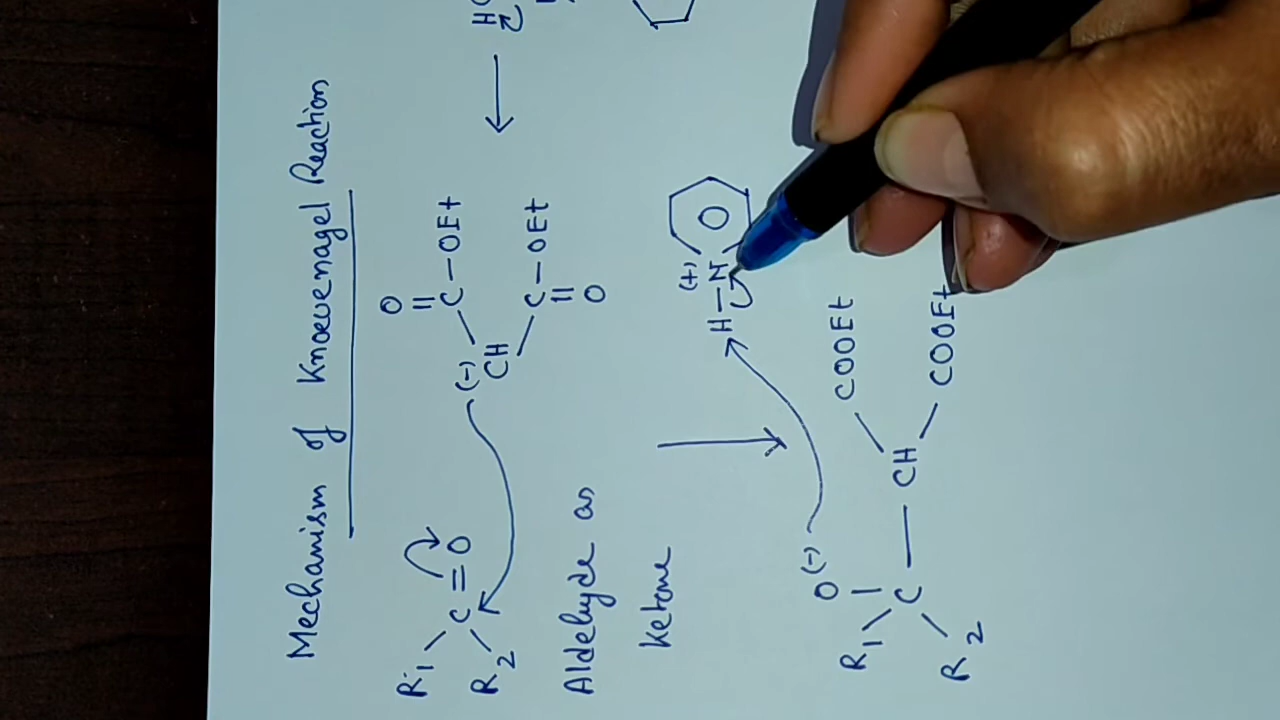 Mechanism of Knoevenagel Reaction
O
R1 C=O (-) C-OEt
R2 CH
C-OEt
O
Aldehyde or
Ketone
H-N (+) O
O(-)
R1 COOEt
C — CH
R2 COOEt